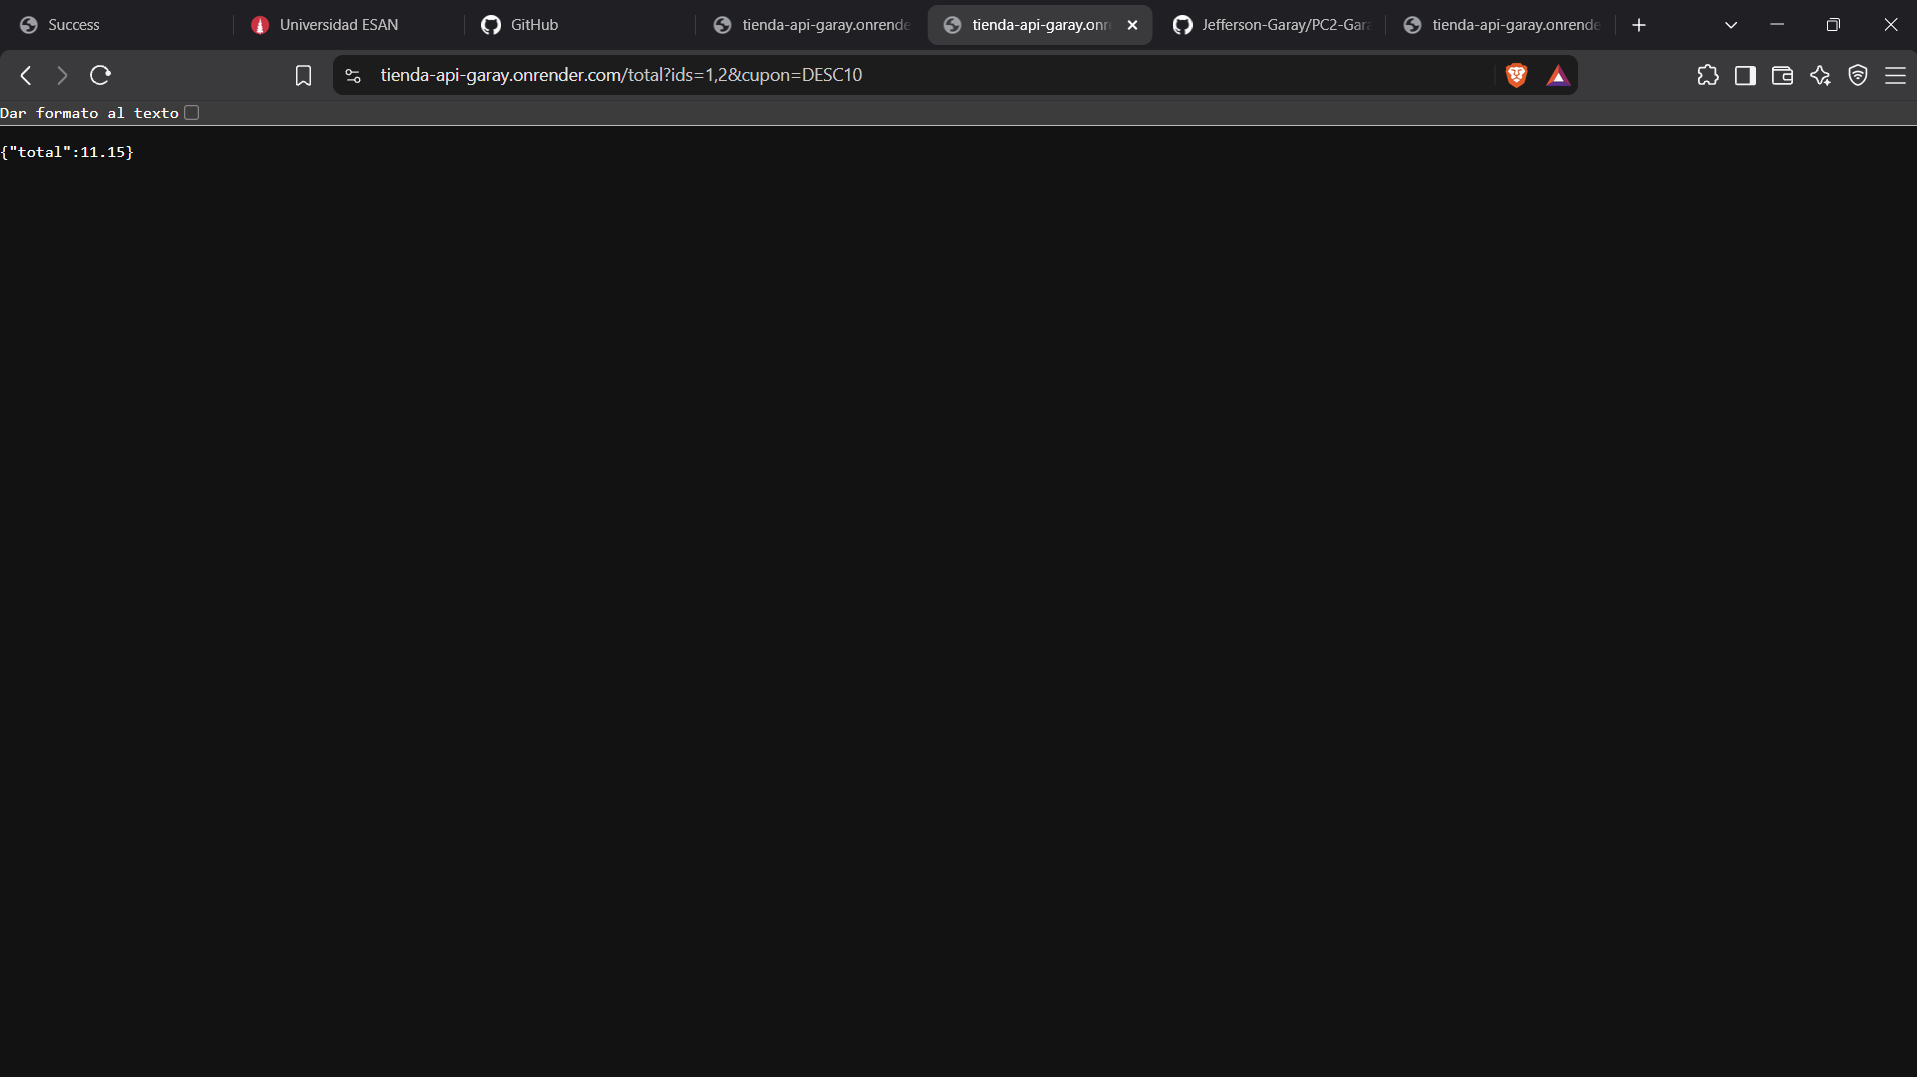 Success
Universidad ESAN
GitHub
tienda-api-garay.onrende
tienda-api-garay.onr
Jefferson-Garay/PC2-Gar
tienda-api-garay.onrende
tienda-api-garay.onrender.com/total?ids=1,2&cupon=DESC10
Dar formato al texto
{"total":11.15}